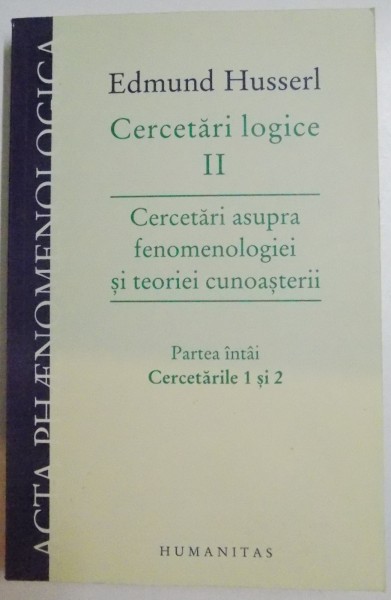 Edmund Husserl
Cercetări logice
II
Cercetări asupra
fenomenologiei
și teoriei cunoașterii
Partea întâi
Cercetările 1 și 2
HUMANITAS
ACTA PHÆNOMENOLOGICA